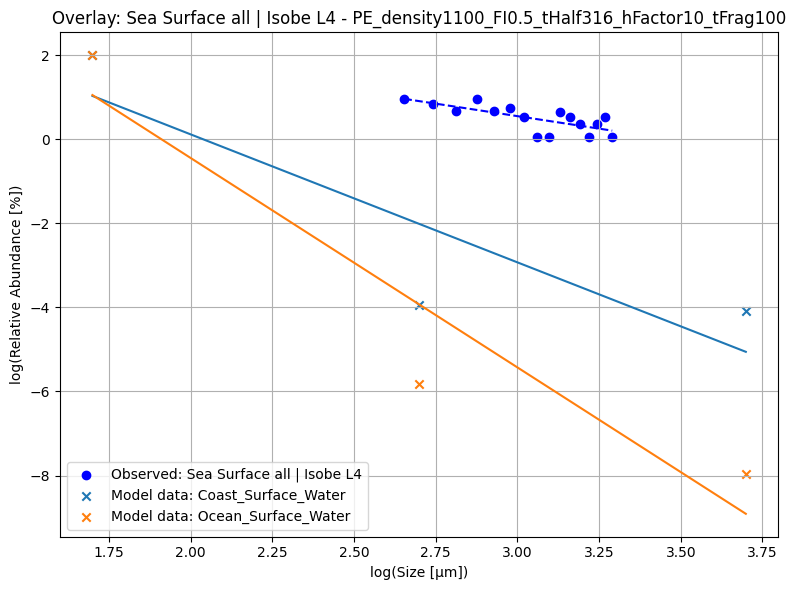 Overlay: Sea Surface all | Isobe L4 - PE_density1100_FI0.5_tHalf316_hFactor10_tFrag100
2
0
−2
−4
−6
−8
log(Relative Abundance [%])
Observed: Sea Surface all | Isobe L4
Model data: Coast_Surface_Water
Model data: Ocean_Surface_Water
1.75
2.00
2.25
2.50
2.75
3.00
3.25
3.50
3.75
log(Size [µm])